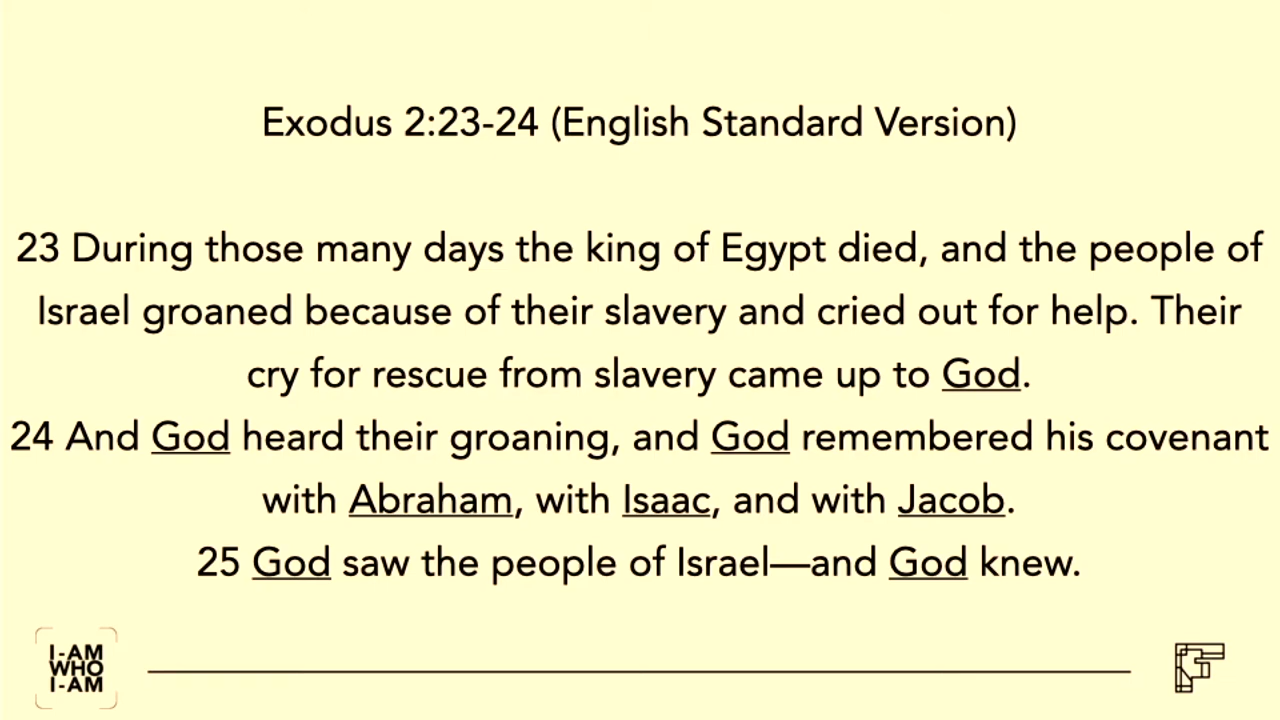 Exodus 2:23-24 (English Standard Version)
23 During those many days the king of Egypt died, and the people of
Israel groaned because of their slavery and cried out for help. Their
cry for rescue from slavery came up to God.
24 And God heard their groaning, and God remembered his covenant
with Abraham, with Isaac, and with Jacob.
25 God saw the people of Israel—and God knew.
I-AM
WHO
I-AM